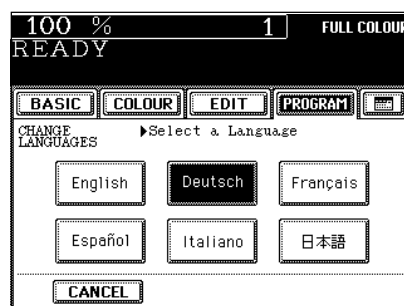 100 % 1 FULL COLOUR
READY
BASIC COLOUR EDIT PROGRAM
CHANGE LANGUAGES ▶Select a Language
English Deutsch Français
Español Italiano 日本語
CANCEL